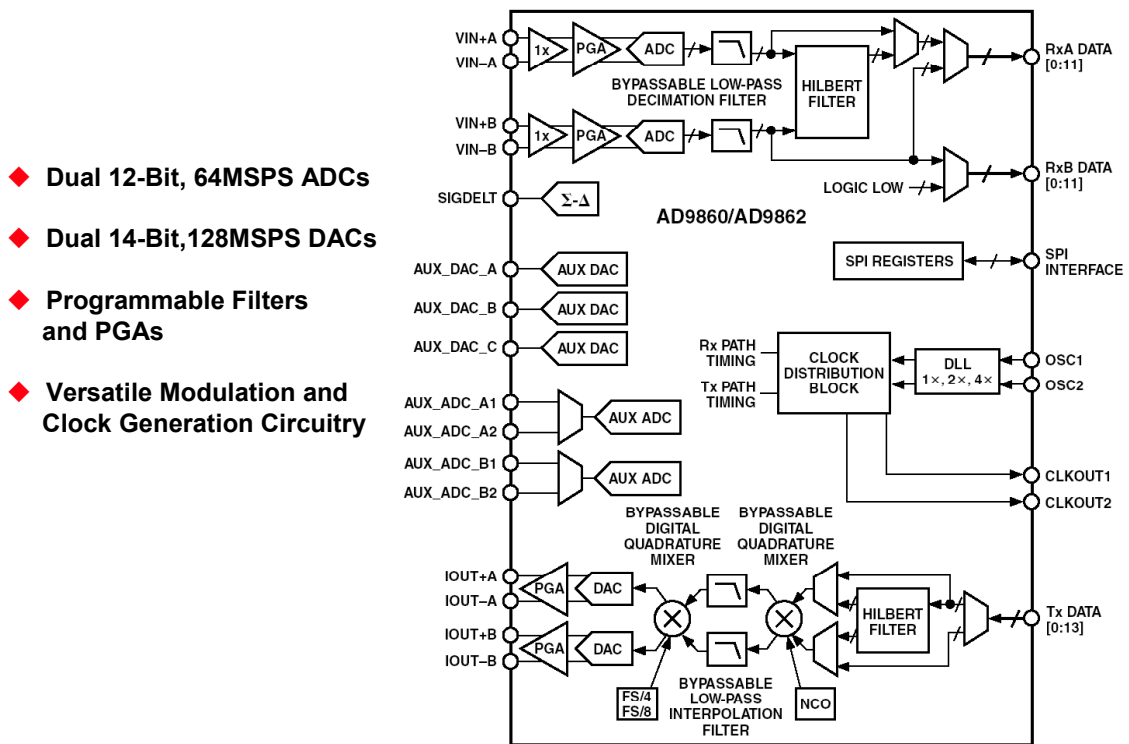 Dual 12-Bit, 64MSPS ADCs
Dual 14-Bit,128MSPS DACs
Programmable Filters
and PGAs
Versatile Modulation and
Clock Generation Circuitry
VIN+A
VIN–A
1x
PGA
ADC
BYPASSABLE LOW-PASS
DECIMATION FILTER
HILBERT
FILTER
RxA DATA
[0:11]
VIN+B
VIN–B
1x
PGA
ADC
LOGIC LOW
RxB DATA
[0:11]
SIGDELT
Σ-Δ
AD9860/AD9862
SPI REGISTERS
SPI
INTERFACE
AUX_DAC_A
AUX DAC
AUX_DAC_B
AUX DAC
AUX_DAC_C
AUX DAC
Rx PATH
TIMING
Tx PATH
TIMING
CLOCK
DISTRIBUTION
BLOCK
DLL
1×, 2×, 4×
OSC1
OSC2
AUX_ADC_A1
AUX_ADC_A2
AUX ADC
AUX_ADC_B1
AUX_ADC_B2
AUX ADC
CLKOUT1
CLKOUT2
BYPASSABLE
DIGITAL
QUADRATURE
MIXER
BYPASSABLE
DIGITAL
QUADRATURE
MIXER
IOUT+A
IOUT–A
PGA
DAC
IOUT+B
IOUT–B
PGA
DAC
HILBERT
FILTER
Tx DATA
[0:13]
FS/4
FS/8
BYPASSABLE
LOW-PASS
INTERPOLATION
FILTER
NCO